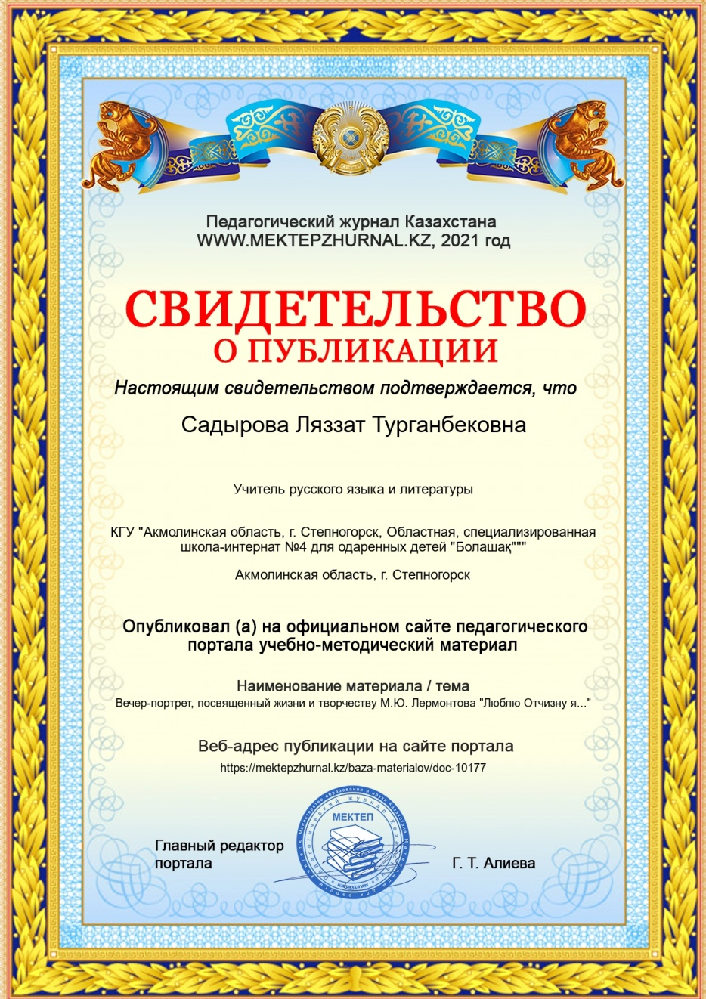 Педагогический журнал Казахстана
WWW.MEKTEPZHURNAL.KZ, 2021 год
СВИДЕТЕЛЬСТВО
О ПУБЛИКАЦИИ
Настоящим свидетельством подтверждается, что
Садырова Ляззат Турганбековна
Учитель русского языка и литературы
КГУ "Акмолинская область, г. Степногорск, Областная, специализированная
школа-интернат №4 для одаренных детей "Болашақ"""
Акмолинская область, г. Степногорск
Опубликовал (а) на официальном сайте педагогического
портала учебно-методический материал
Наименование материала / тема
Вечер-портрет, посвященный жизни и творчеству М.Ю. Лермонтова "Люблю Отчизну я..."
Веб-адрес публикации на сайте портала
https://mektepzhurnal.kz/baza-materialov/doc-10177
МЕКТЕП
Главный редактор
портала
Г. Т. Алиева